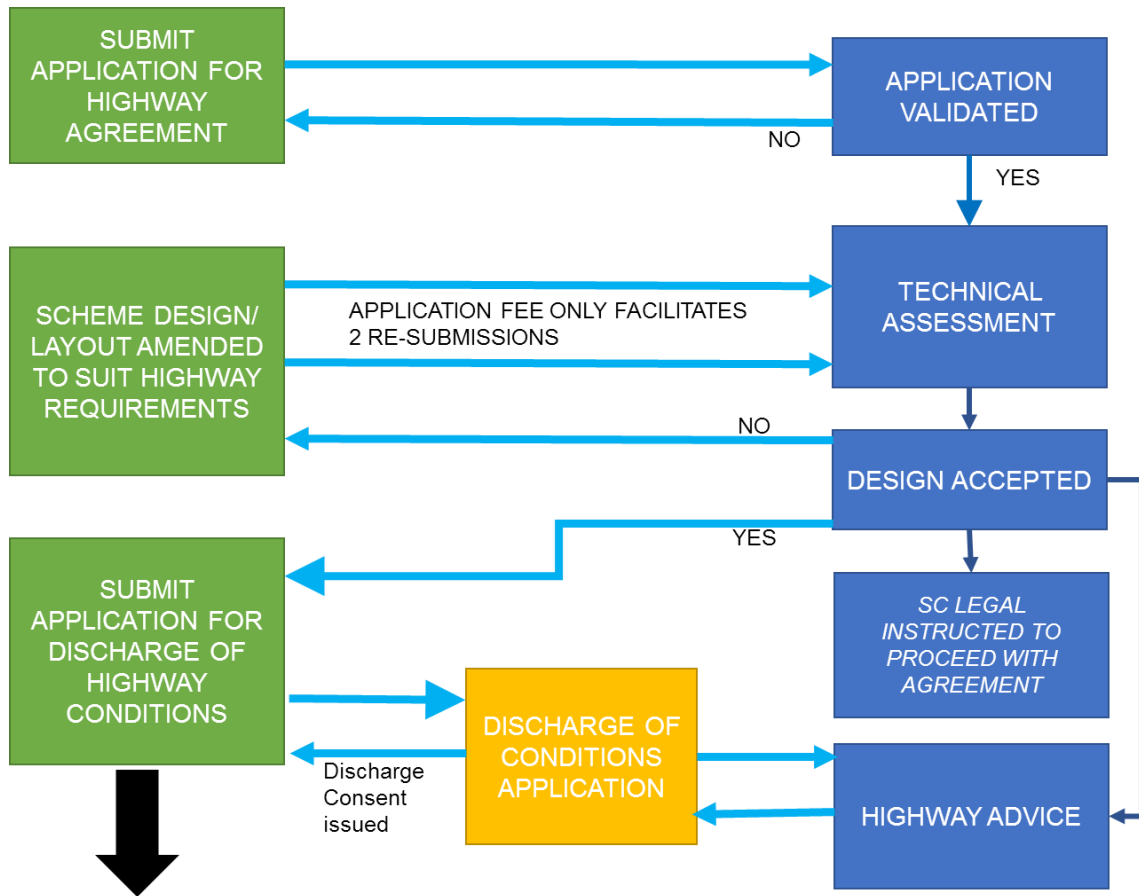 SUBMIT
APPLICATION FOR
HIGHWAY
AGREEMENT
APPLICATION
VALIDATED
NO
YES
SCHEME DESIGN/
LAYOUT AMENDED
TO SUIT HIGHWAY
REQUIREMENTS
APPLICATION FEE ONLY FACILITATES
2 RE-SUBMISSIONS
TECHNICAL
ASSESSMENT
NO
DESIGN ACCEPTED
YES
SUBMIT
APPLICATION FOR
DISCHARGE OF
HIGHWAY
CONDITIONS
SC LEGAL
INSTRUCTED TO
PROCEED WITH
AGREEMENT
DISCHARGE OF
CONDITIONS
APPLICATION
Discharge
Consent
issued
HIGHWAY ADVICE